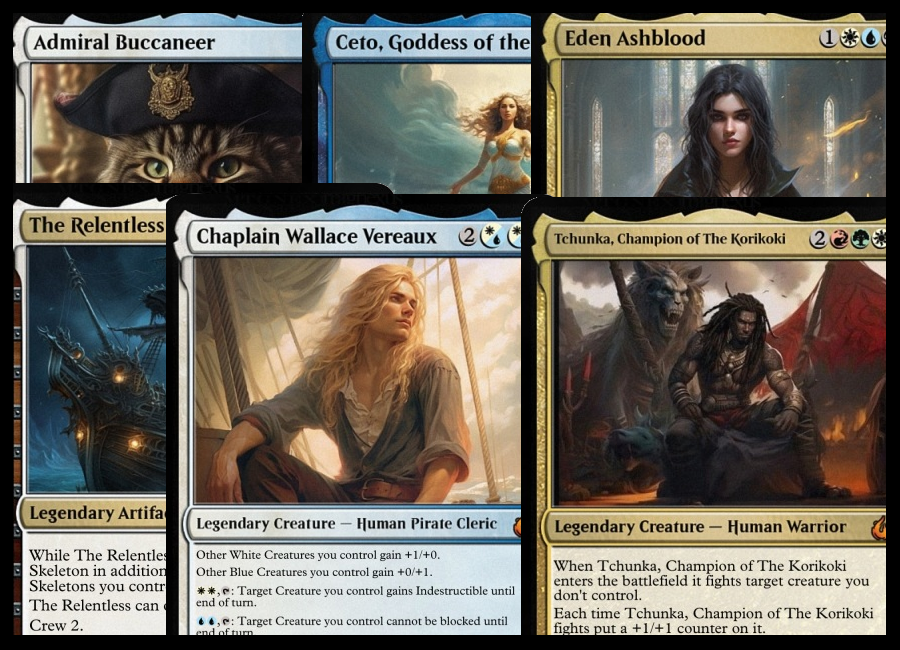 Admiral Buccaneer
Ceto, Goddess of the
Eden Ashblood
1
The Relentless
Legendary Artifac
While The Relentles
Skeleton in addition
Skeletons you contr
The Relentless can
Crew 2.
Chaplain Wallace Vereaux
2
Legendary Creature — Human Pirate Cleric
Other White Creatures you control gain +1/+0.
Other Blue Creatures you control gain +0/+1.
: Target Creature you control gains Indestructible until
end of turn.
: Target Creature you control cannot be blocked until
end of turn.
Tchunka, Champion of The Korikoki
2
Legendary Creature — Human Warrior
When Tchunka, Champion of The Korikoki
enters the battlefield it fights target creature you
don't control.
Each time Tchunka, Champion of The Korikoki
fights put a +1/+1 counter on it.